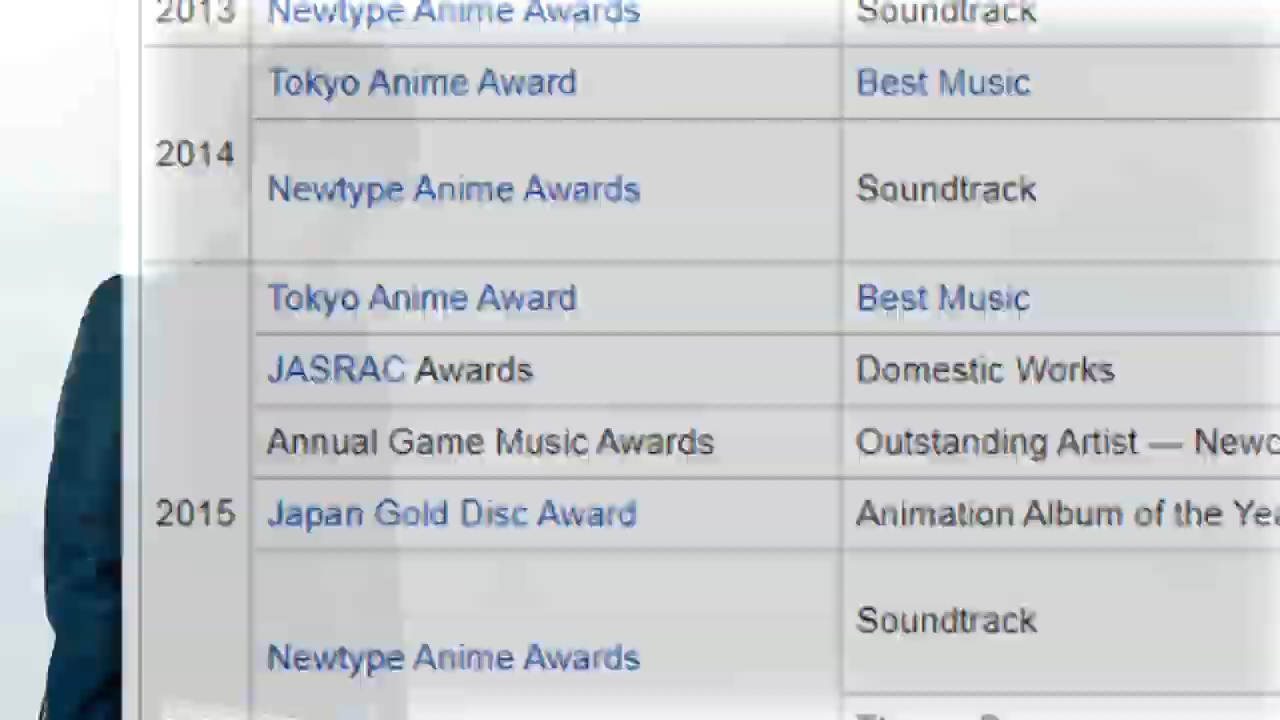 2013 Newtype Anime Awards Soundtrack
Tokyo Anime Award Best Music
2014
Newtype Anime Awards Soundtrack
Tokyo Anime Award Best Music
JASRAC Awards Domestic Works
Annual Game Music Awards Outstanding Artist —
2015 Japan Gold Disc Award Animation Album of the
Soundtrack
Newtype Anime Awards